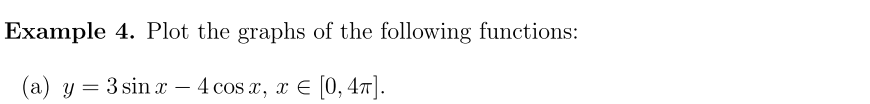 Example 4. Plot the graphs of the following functions:
(a) y = 3 sin x − 4 cos x, x ∈ [0, 4π].